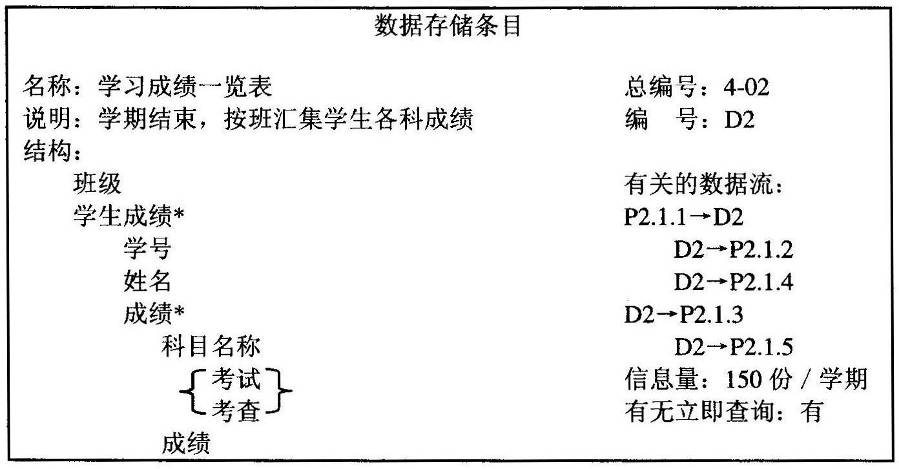 数据存储条目
名称：学习成绩一览表 总编号：4-02
说明：学期结束，按班汇集学生各科成绩 编 号：D2
结构：
班级 有关的数据流：
学生成绩* P2.1.1→D2
学号 D2→P2.1.2
姓名 D2→P2.1.4
成绩* D2→P2.1.3
科目名称 D2→P2.1.5
考试 信息量：150 份／学期
考查 有无立即查询：有
成绩